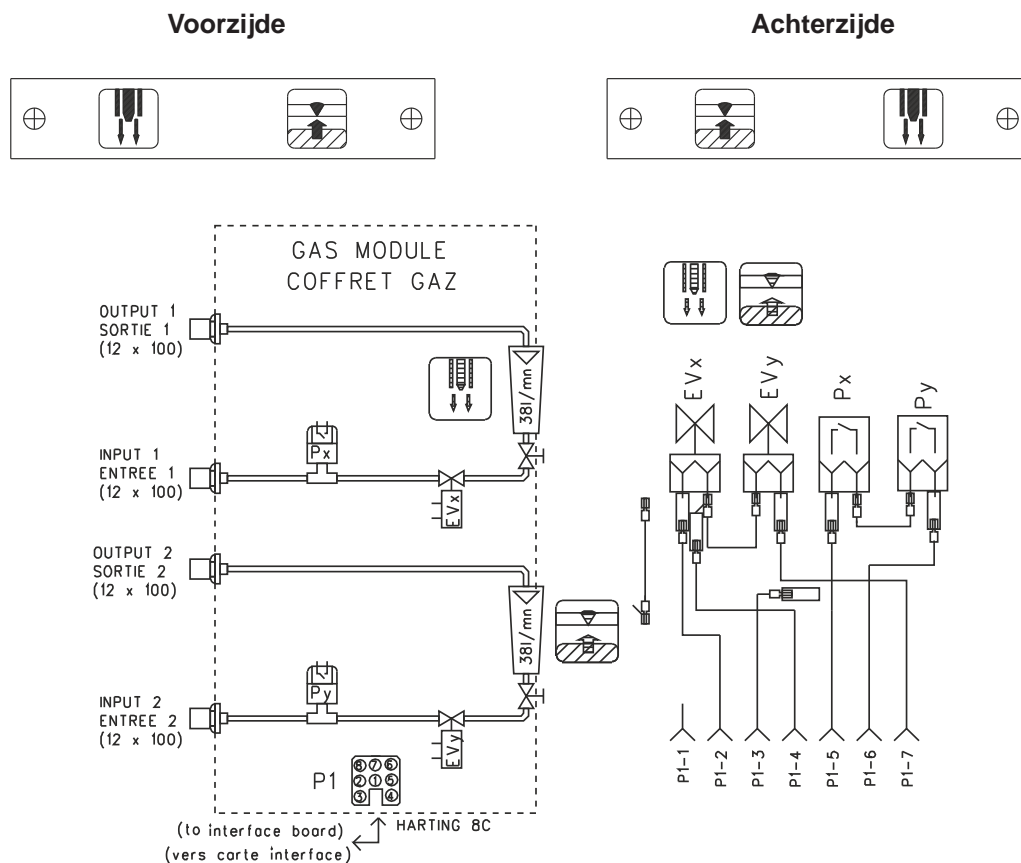 Voorzijde
Achterzijde
GAS MODULE
COFFRET GAZ
OUTPUT 1
SORTIE 1
(12 x 100)
38l/mn
Px
INPUT 1
ENTREE 1
(12 x 100)
EVx
OUTPUT 2
SORTIE 2
(12 x 100)
38l/mn
Py
INPUT 2
ENTREE 2
(12 x 100)
EVy
P1
8 7 6
2 1 5
3 4
HARTING 8C
(to interface board)
(vers carte interface)
EVx
EVy
Px
Py
P1-1
P1-2
P1-3
P1-4
P1-5
P1-6
P1-7